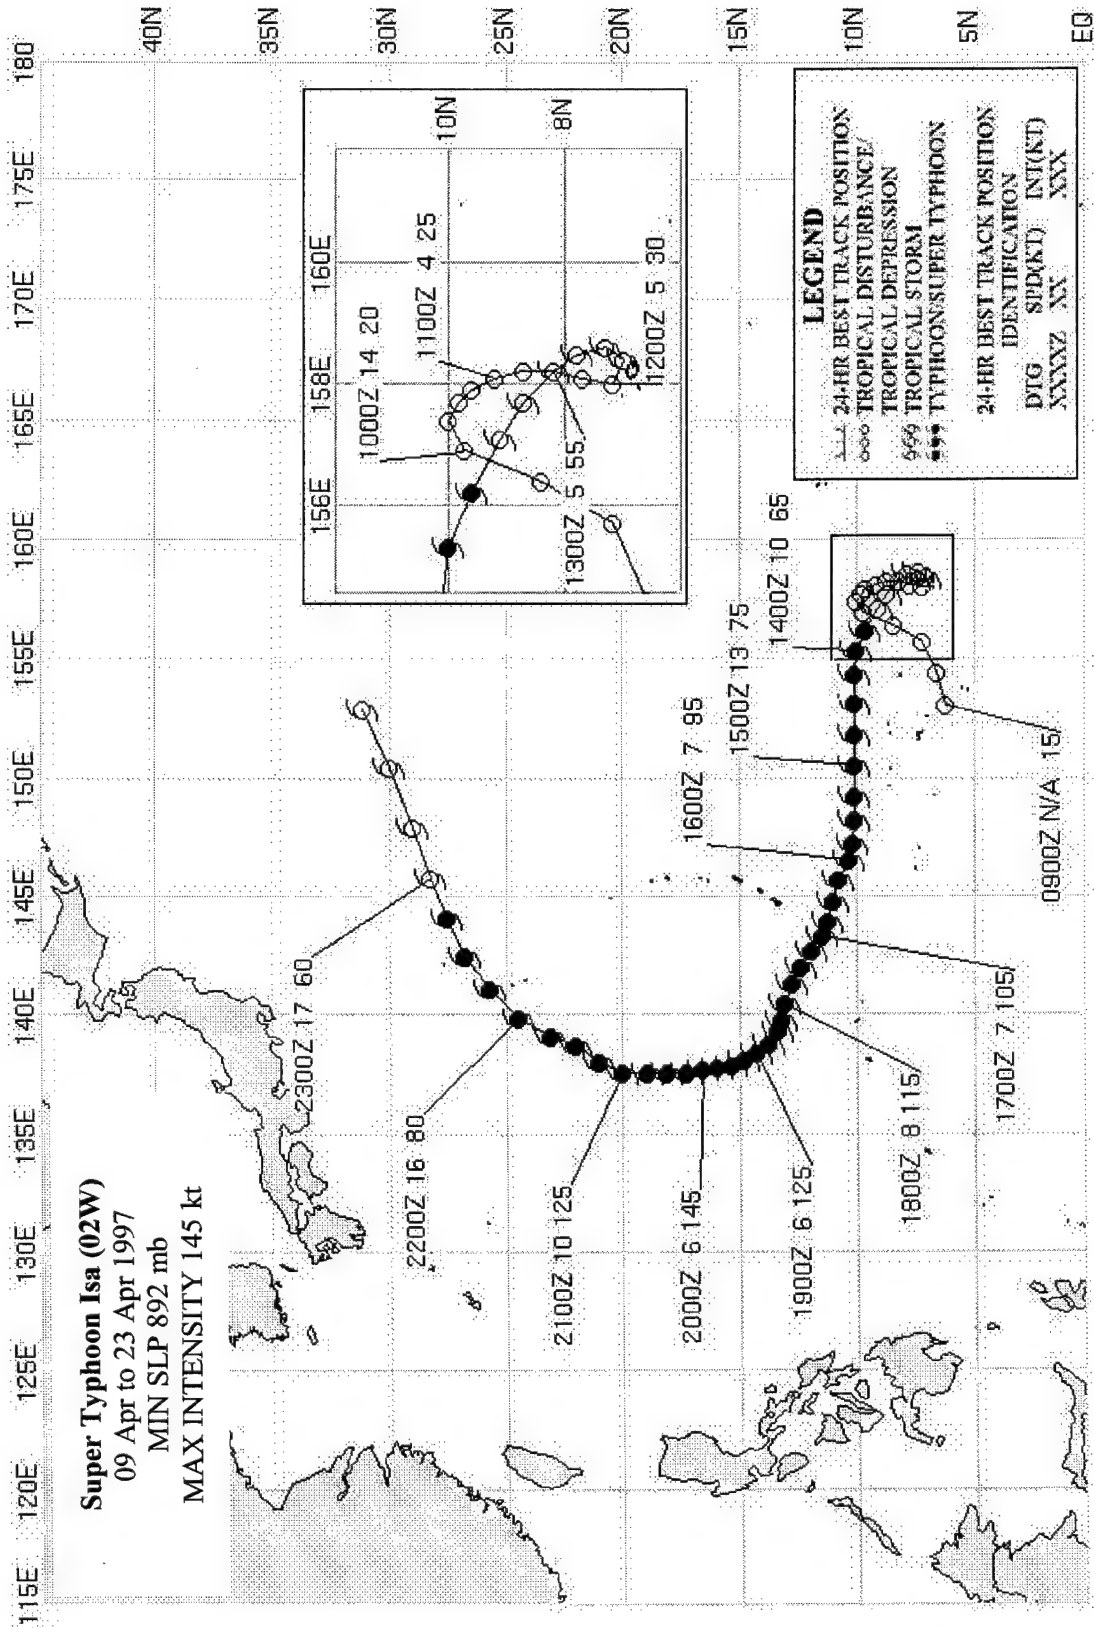 Super Typhoon Isa (02W)
09 Apr to 23 Apr 1997
MIN SLP 892 mb
MAX INTENSITY 145 kt
115E
120E
125E
130E
135E
140E
145E
150E
155E
160E
165E
170E
175E
180
40N
35N
30N
25N
20N
15N
10N
5N
EQ
2300Z 17 60
2200Z 16 80
2100Z 10 125
2000Z 6 145
1900Z 6 125
1800Z 8 115
1700Z 7 105
1600Z 7 95
1500Z 13 75
1400Z 10 65
0900Z N/A 15
156E
158E
160E
10N
8N
1000Z 14 20
1100Z 4 25
1200Z 5 30
1300Z 5 55
LEGEND
24-HR BEST TRACK POSITION
TROPICAL DISTURBANCE/
TROPICAL DEPRESSION
TROPICAL STORM
TYPHOON/SUPER TYPHOON
24-HR BEST TRACK POSITION
IDENTIFICATION
DTG SPD(KT) INT(KT)
XXXXZ XX XXX